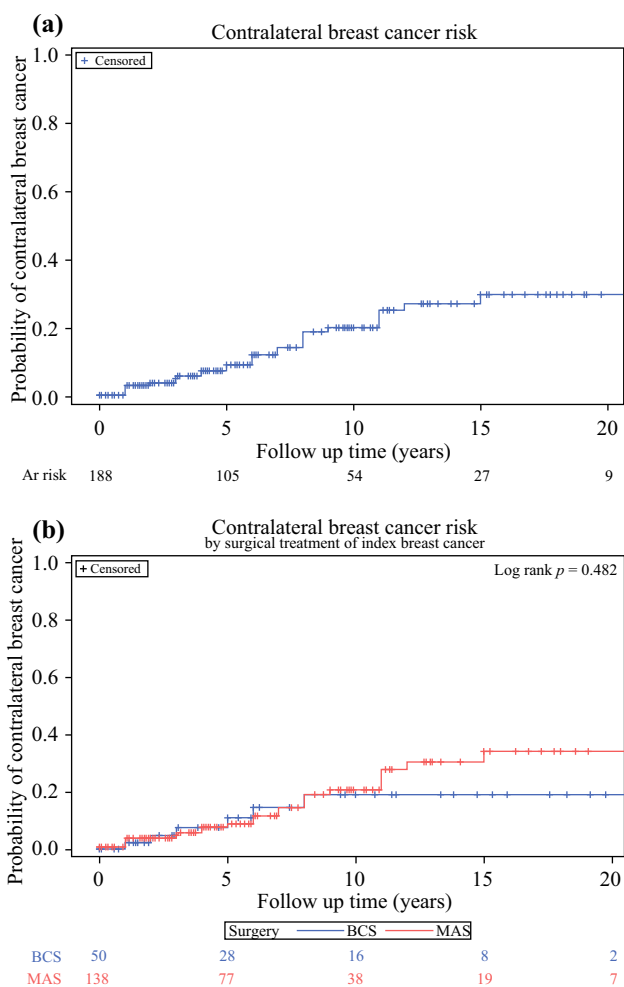 (a)
Contralateral breast cancer risk
+ Censored
Probability of contralateral breast cancer
1.0
0.8
0.6
0.4
0.2
0.0
0 5 10 15 20
Follow up time (years)
Ar risk 188 105 54 27 9
(b)
Contralateral breast cancer risk
by surgical treatment of index breast cancer
+ Censored
Log rank p = 0.482
Probability of contralateral breast cancer
1.0
0.8
0.6
0.4
0.2
0.0
0 5 10 15 20
Follow up time (years)
Surgery BCS MAS
BCS 50 28 16 8 2
MAS 138 77 38 19 7